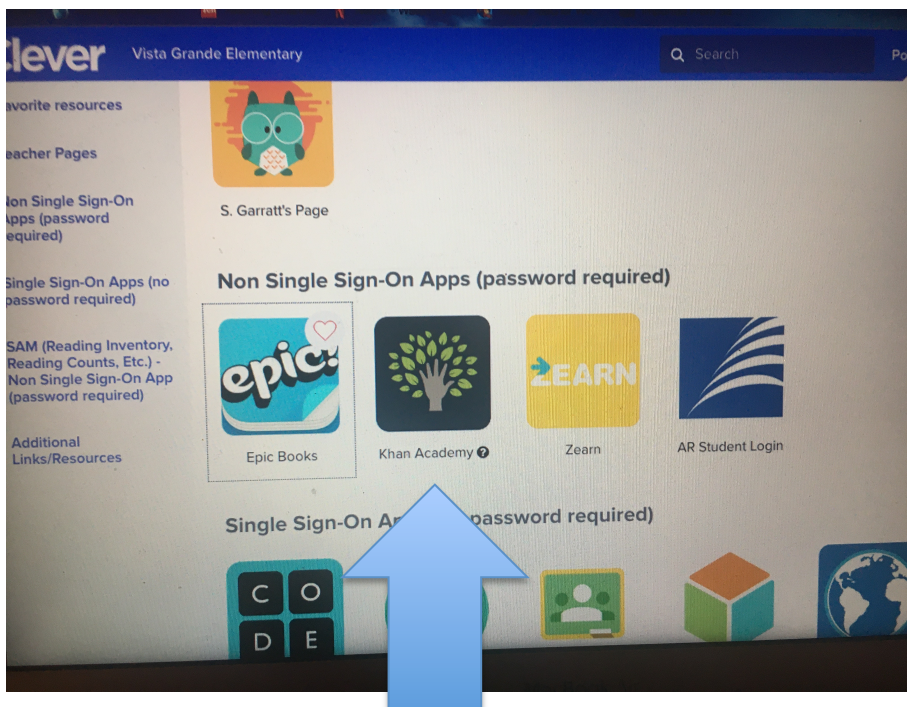 Clever
Vista Grande Elementary
Search
Po
avorite resources
eacher Pages
Non Single Sign-On
Apps (password
equired)
Single Sign-On Apps (no
password required)
SAM (Reading Inventory,
Reading Counts, Etc.) -
Non Single Sign-On App
(password required)
Additional
Links/Resources
S. Garratt's Page
Non Single Sign-On Apps (password required)
epic!
ZEARN
Epic Books
Khan Academy ?
Zearn
AR Student Login
Single Sign-On A
password required)
C O
D E